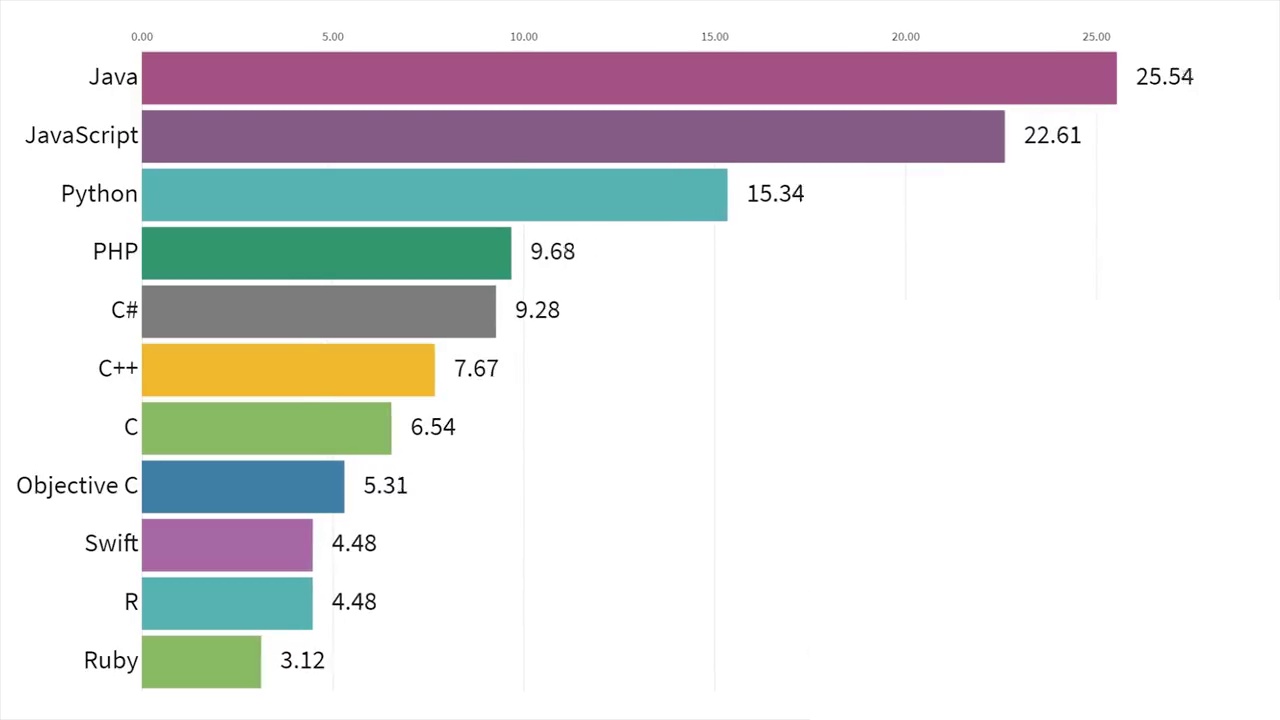 0.00 5.00 10.00 15.00 20.00 25.00
Java 25.54
JavaScript 22.61
Python 15.34
PHP 9.68
C# 9.28
C++ 7.67
C 6.54
Objective C 5.31
Swift 4.48
R 4.48
Ruby 3.12